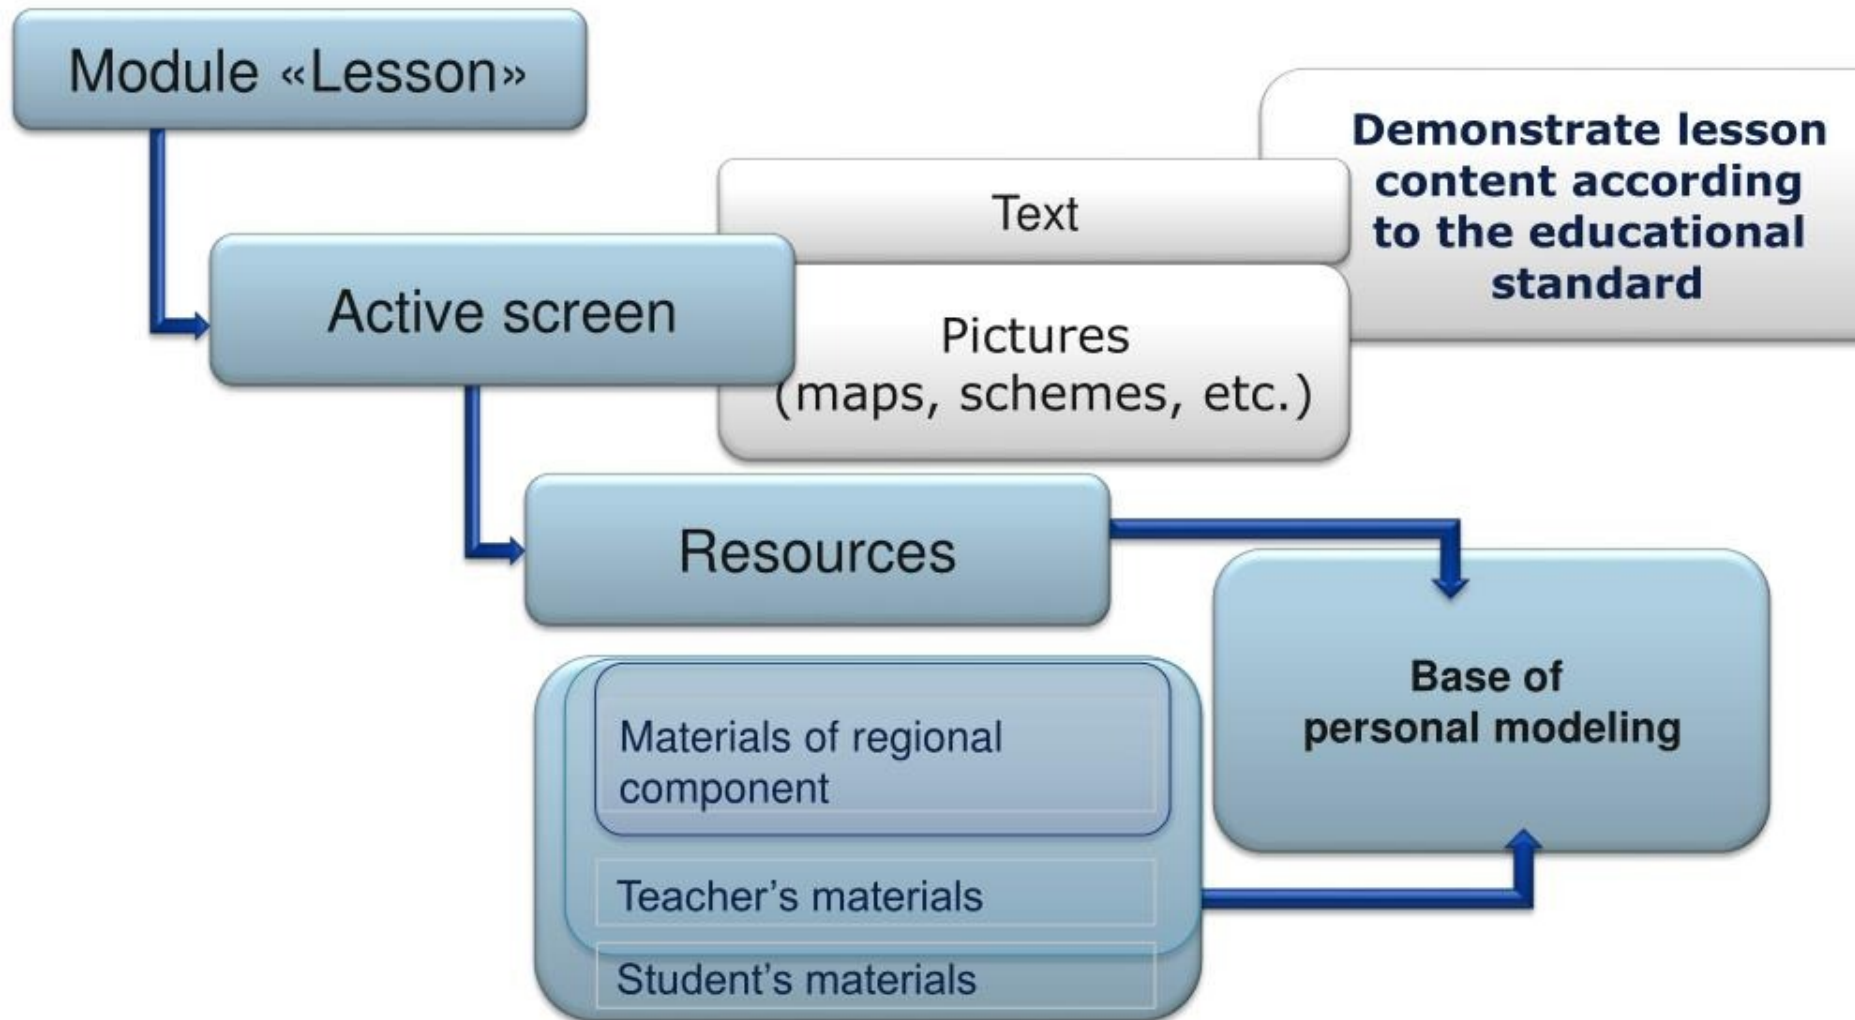 Module «Lesson»
Demonstrate lesson
content according
to the educational
standard
Text
Active screen
Pictures
(maps, schemes, etc.)
Resources
Base of
personal modeling
Materials of regional
component
Teacher’s materials
Student’s materials